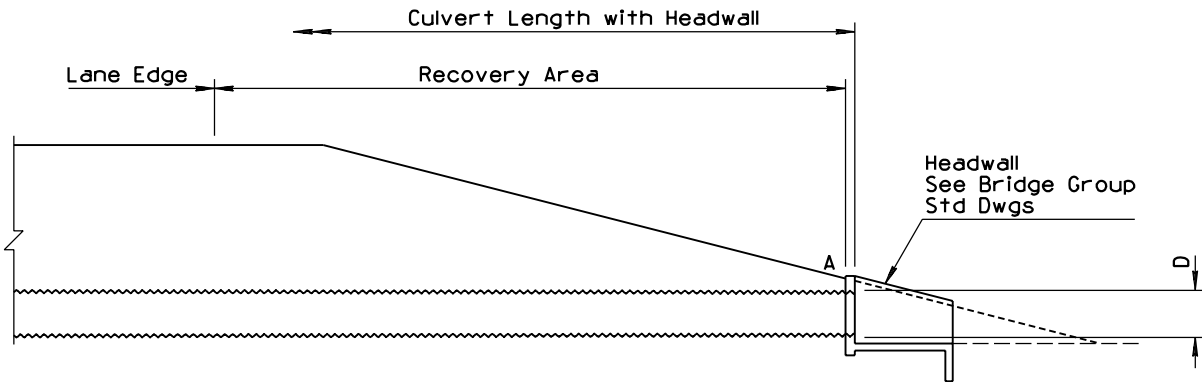 Culvert Length with Headwall
Lane Edge
Recovery Area
Headwall
See Bridge Group
Std Dwgs
A
D